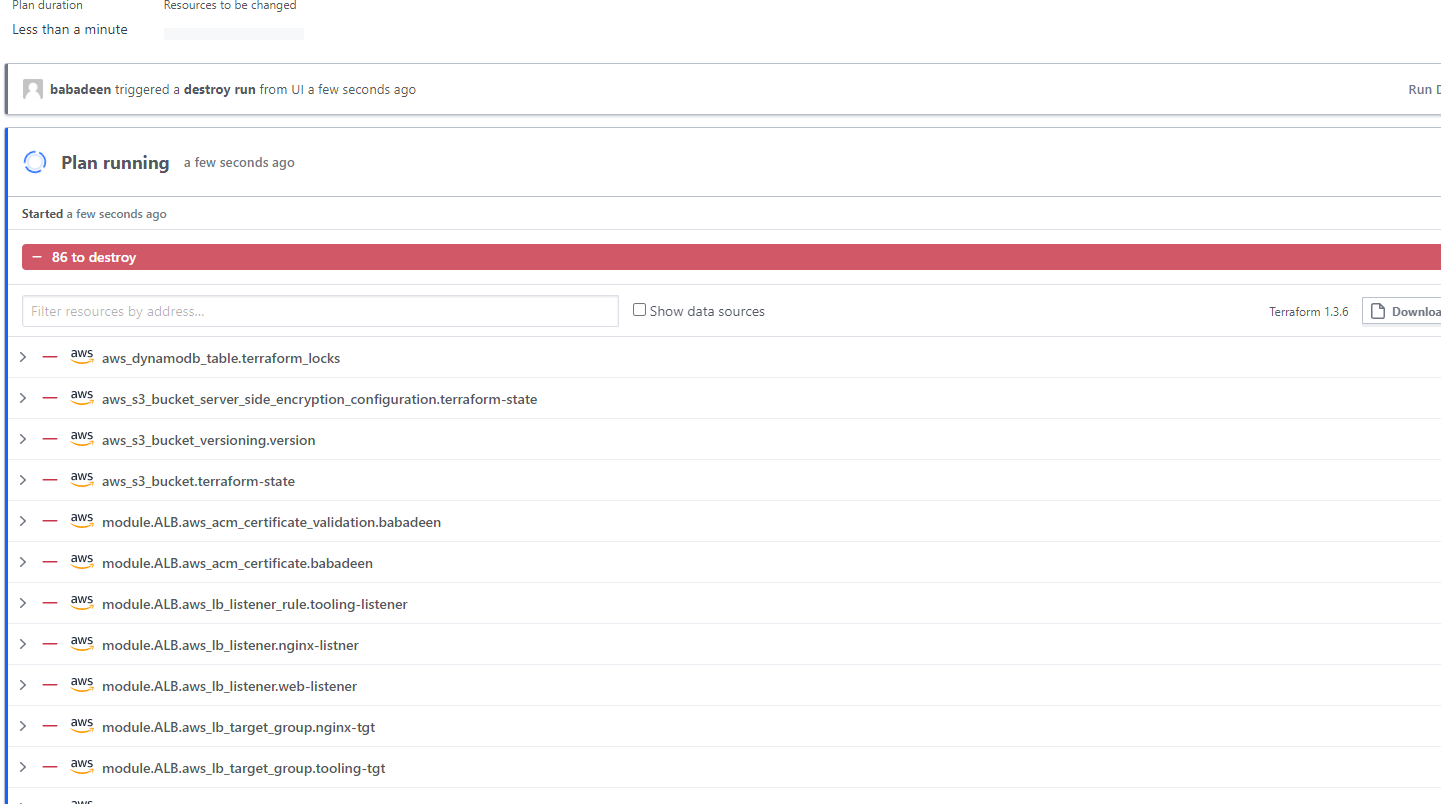 Plan duration Resources to be changed
Less than a minute
babadeen triggered a destroy run from UI a few seconds ago Run D
Plan running a few seconds ago
Started a few seconds ago
− 86 to destroy
Filter resources by address... Show data sources Terraform 1.3.6 Downloa
aws aws_dynamodb_table.terraform_locks
aws aws_s3_bucket_server_side_encryption_configuration.terraform-state
aws aws_s3_bucket_versioning.version
aws aws_s3_bucket.terraform-state
aws module.ALB.aws_acm_certificate_validation.babadeen
aws module.ALB.aws_acm_certificate.babadeen
aws module.ALB.aws_lb_listener_rule.tooling-listener
aws module.ALB.aws_lb_listener.nginx-listner
aws module.ALB.aws_lb_listener.web-listener
aws module.ALB.aws_lb_target_group.nginx-tgt
aws module.ALB.aws_lb_target_group.tooling-tgt